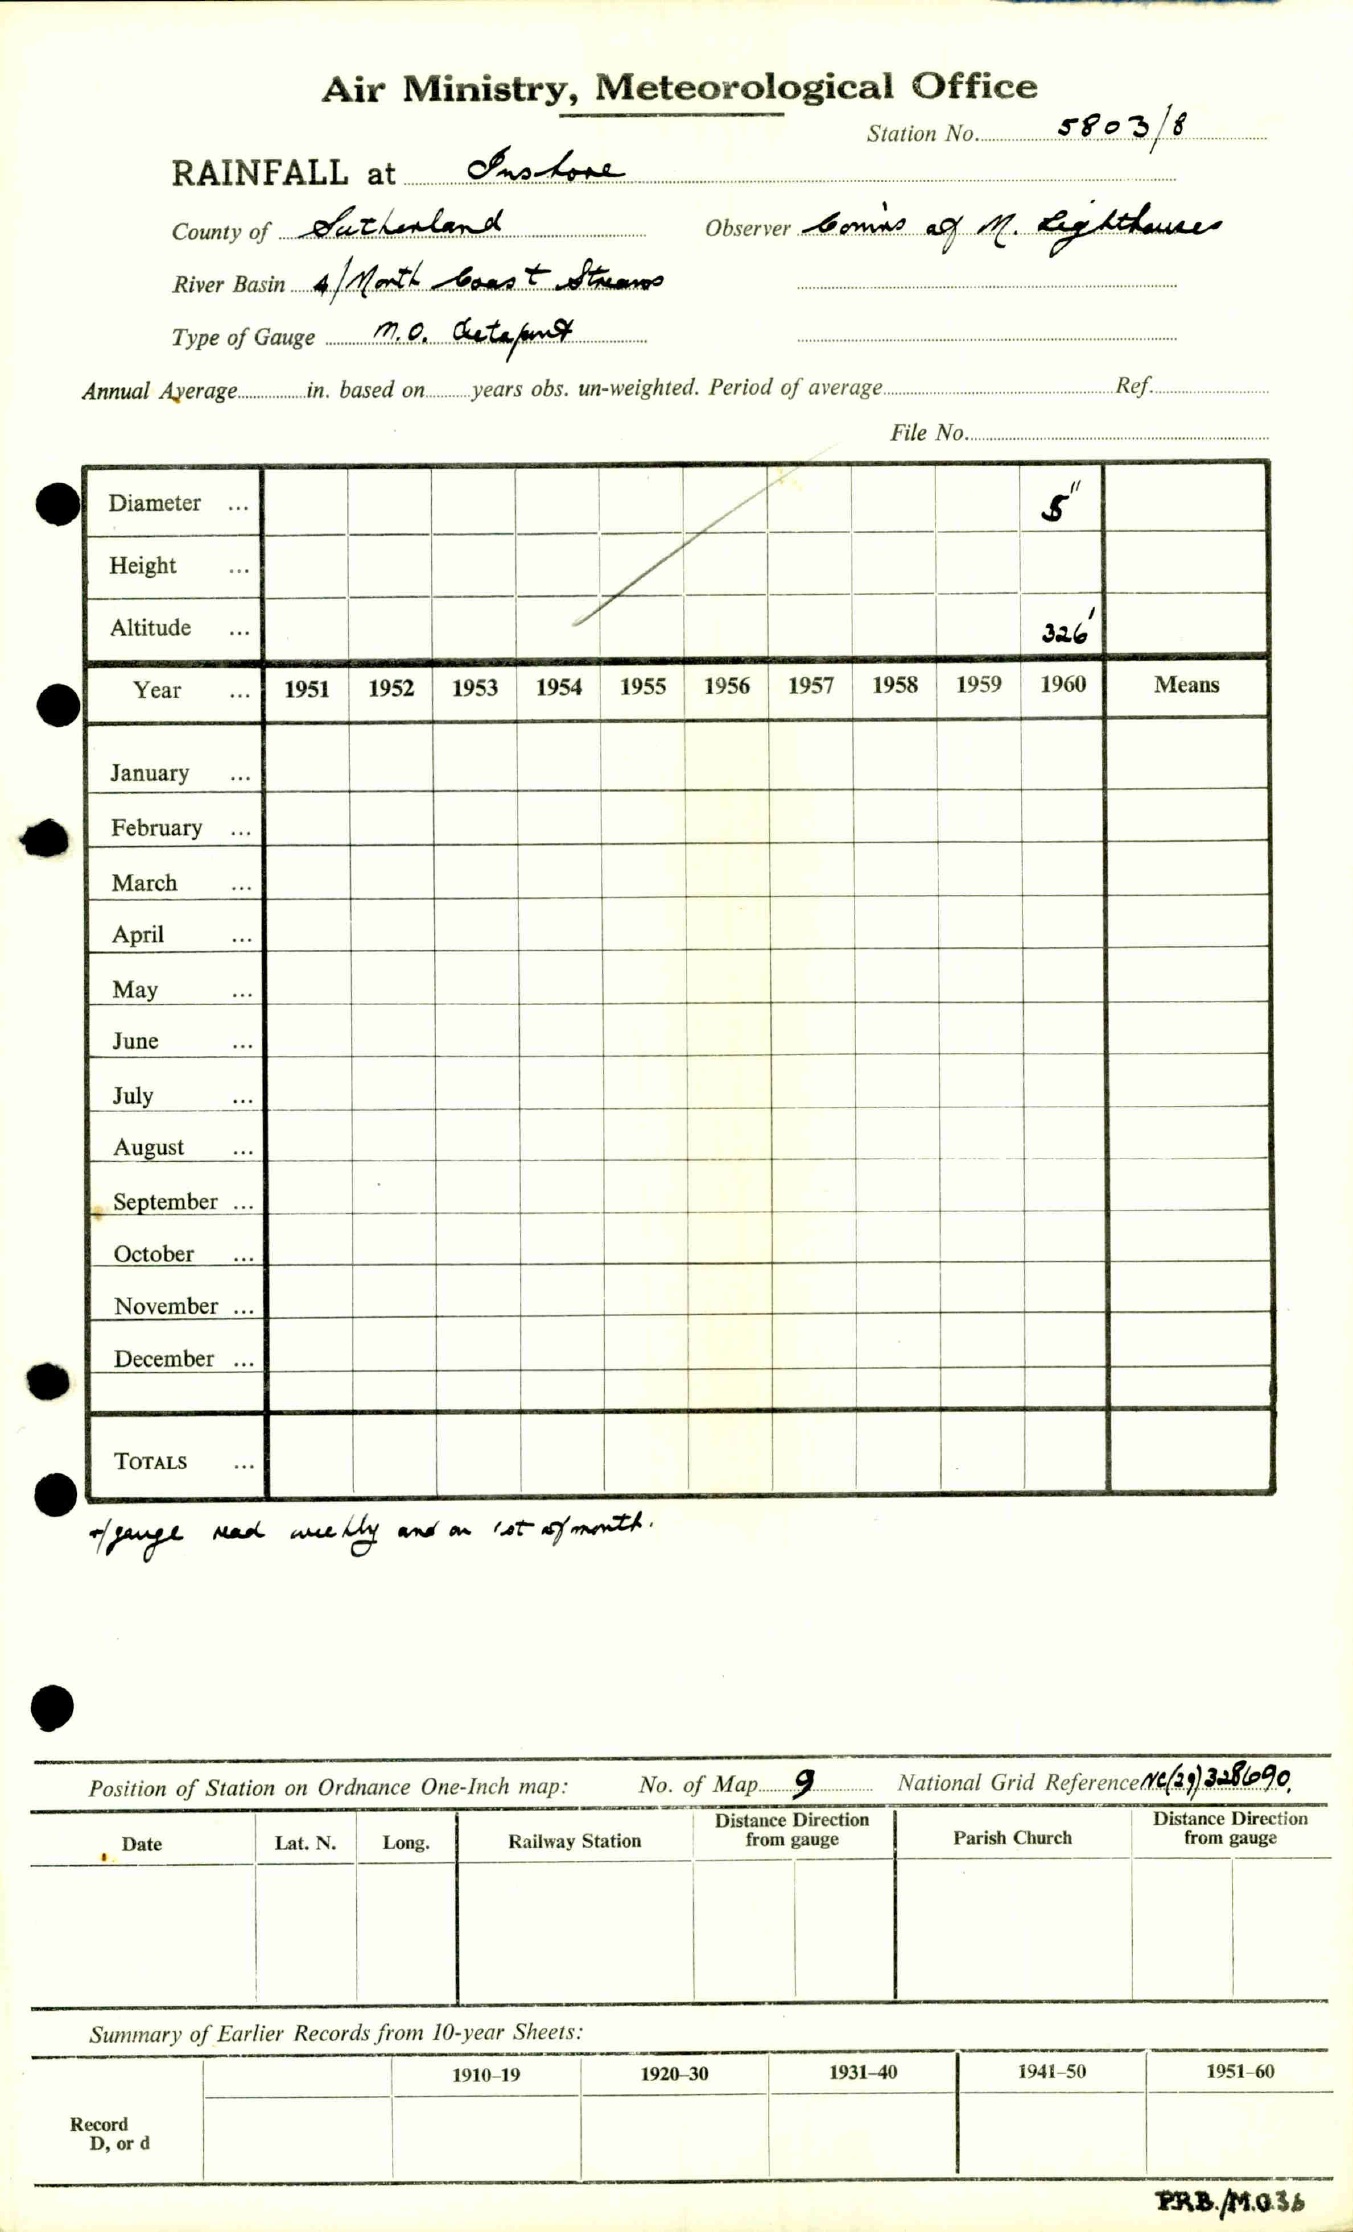 Air Ministry, Meteorological Office
Station No. 5803/8
RAINFALL at Inshore
County of Sutherland Observer Comms of N. Lighthouses
River Basin 4/North Coast Streams
Type of Gauge M.O. Octapent
Annual Average in. based on years obs. un-weighted. Period of average Ref.
File No.
Diameter ... 5"
Height ...
Altitude ... 326'
Year ... 1951 1952 1953 1954 1955 1956 1957 1958 1959 1960 Means
January ...
February ...
March ...
April ...
May ...
June ...
July ...
August ...
September ...
October ...
November ...
December ...
TOTALS ...
gauge read weekly and on 1st of month.
Position of Station on Ordnance One-Inch map: No. of Map 9 National Grid Reference NC(29)328690.
Date Lat. N. Long. Railway Station Distance Direction from gauge Parish Church Distance Direction from gauge
Summary of Earlier Records from 10-year Sheets:
1910–19 1920–30 1931–40 1941–50 1951–60
Record
D, or d
P.R.B./M.O.36